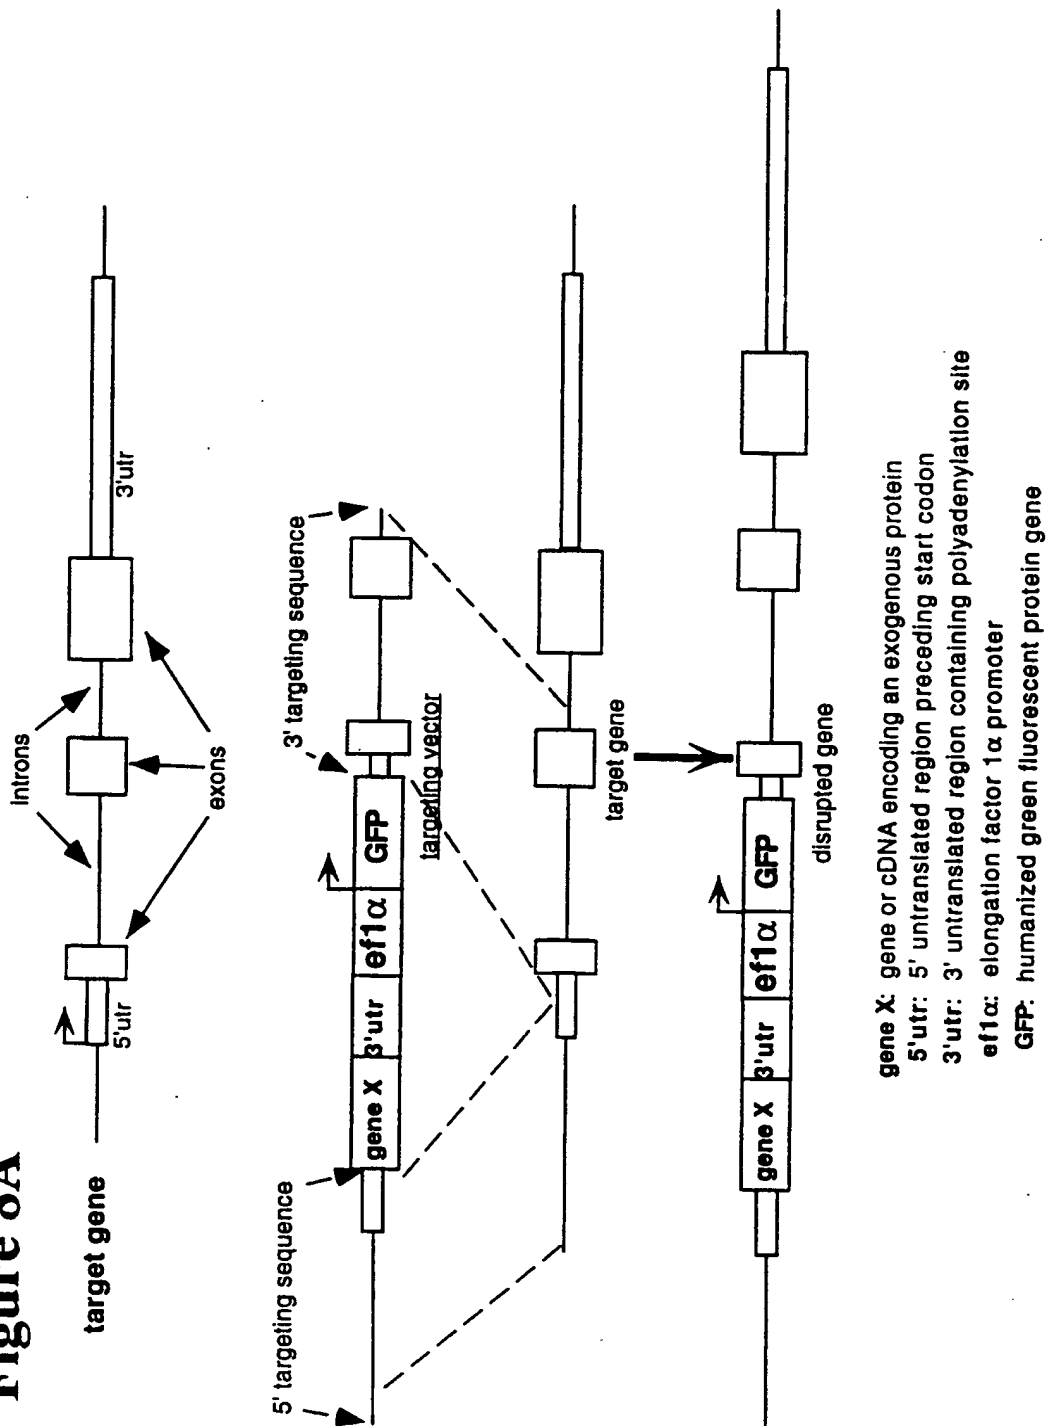 Figure 8A
target gene
Introns
exons
5'utr
3'utr
5' targeting sequence
3' targeting sequence
gene X
3'utr
ef1α
GFP
targeting vector
target gene
disrupted gene
gene X
3'utr
ef1α
GFP
gene X: gene or cDNA encoding an exogenous protein
5'utr: 5' untranslated region preceding start codon
3'utr: 3' untranslated region containing polyadenylation site
ef1α: elongation factor 1α promoter
GFP: humanized green fluorescent protein gene